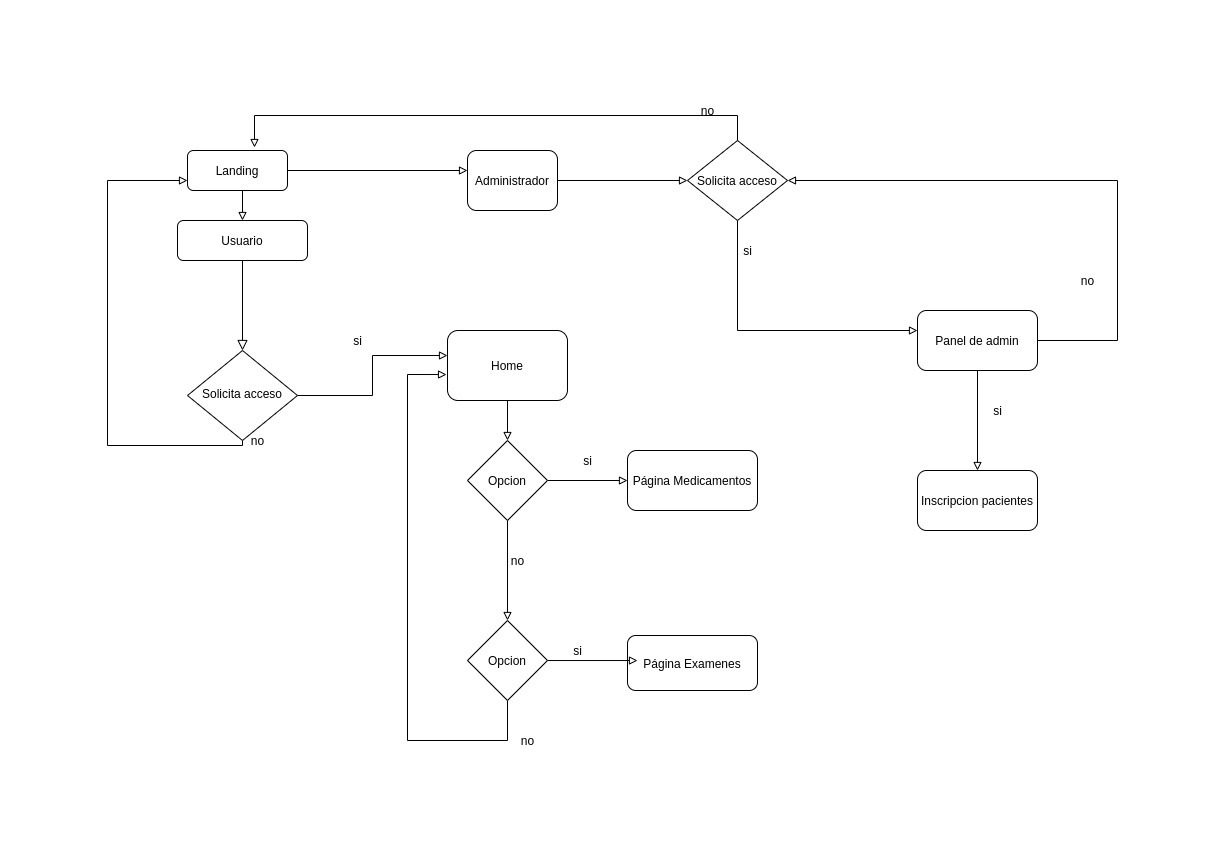 no
Landing
Administrador
Solicita acceso
Usuario
si
no
si
Panel de admin
Home
Solicita acceso
no
si
si
Opcion
Página Medicamentos
Inscripcion pacientes
no
si
Opcion
Página Examenes
no